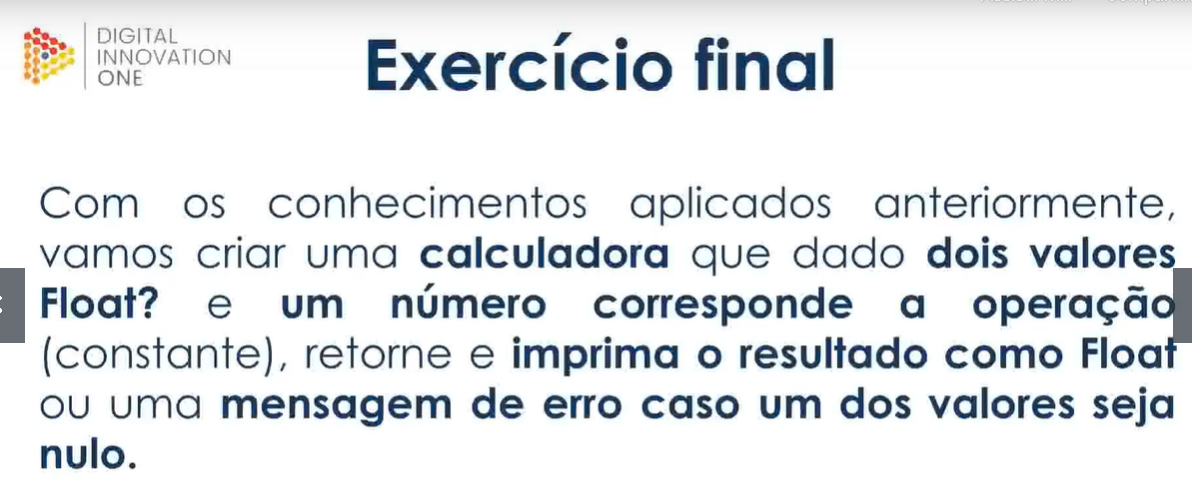 DIGITAL
INNOVATION
ONE
Exercício final
Com os conhecimentos aplicados anteriormente,
vamos criar uma calculadora que dado dois valores
Float? e um número corresponde a operação
(constante), retorne e imprima o resultado como Float
ou uma mensagem de erro caso um dos valores seja
nulo.